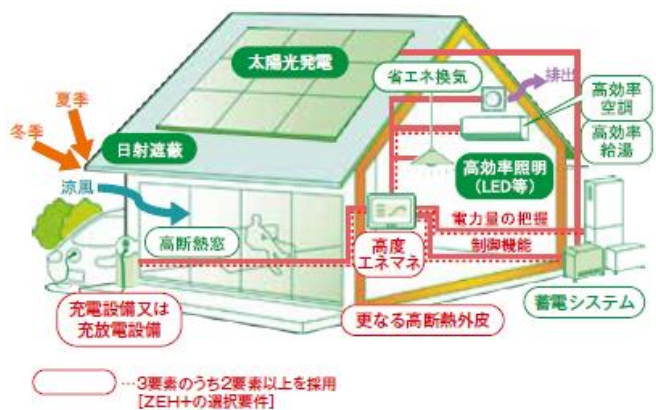 太陽光発電
省エネ換気
排出
高効率
空調
高効率
給湯
夏季
冬季
日射遮蔽
涼風
高効率照明
(LED等)
高断熱窓
電力量の把握
高度
エネマネ
制御機能
充電設備又は
充放電設備
更なる高断熱外皮
蓄電システム
…3要素のうち2要素以上を採用
[ZEH+の選択要件]